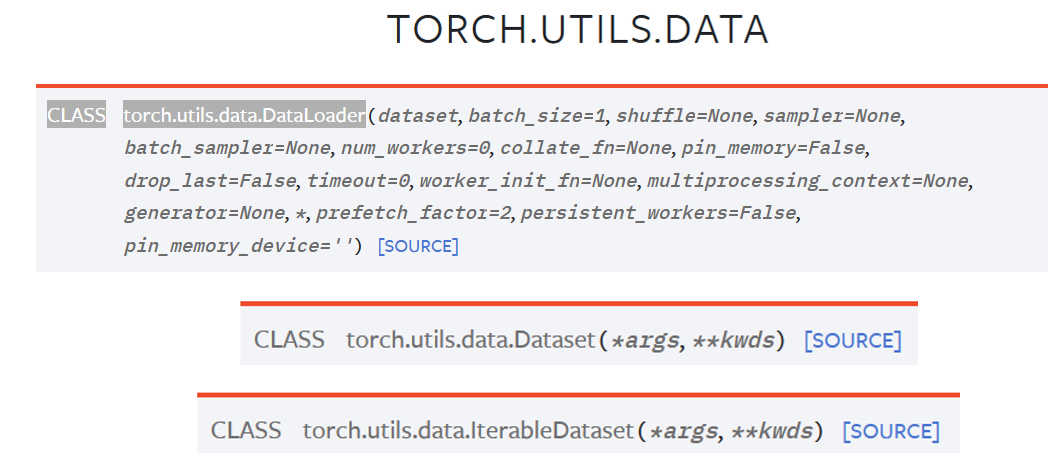 TORCH.UTILS.DATA
CLASS torch.utils.data.DataLoader(dataset, batch_size=1, shuffle=None, sampler=None,
batch_sampler=None, num_workers=0, collate_fn=None, pin_memory=False,
drop_last=False, timeout=0, worker_init_fn=None, multiprocessing_context=None,
generator=None, *, prefetch_factor=2, persistent_workers=False,
pin_memory_device='') [SOURCE]
CLASS torch.utils.data.Dataset(*args, **kwds) [SOURCE]
CLASS torch.utils.data.IterableDataset(*args, **kwds) [SOURCE]